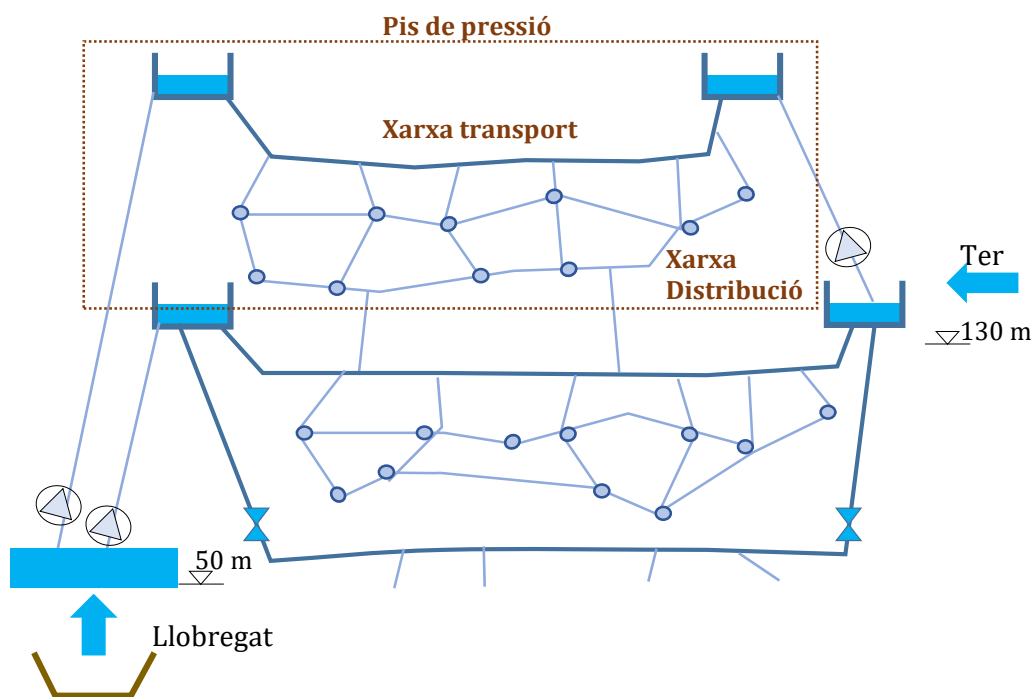 Pis de pressió
Xarxa transport
Xarxa
Distribució
Ter
130 m
50 m
Llobregat